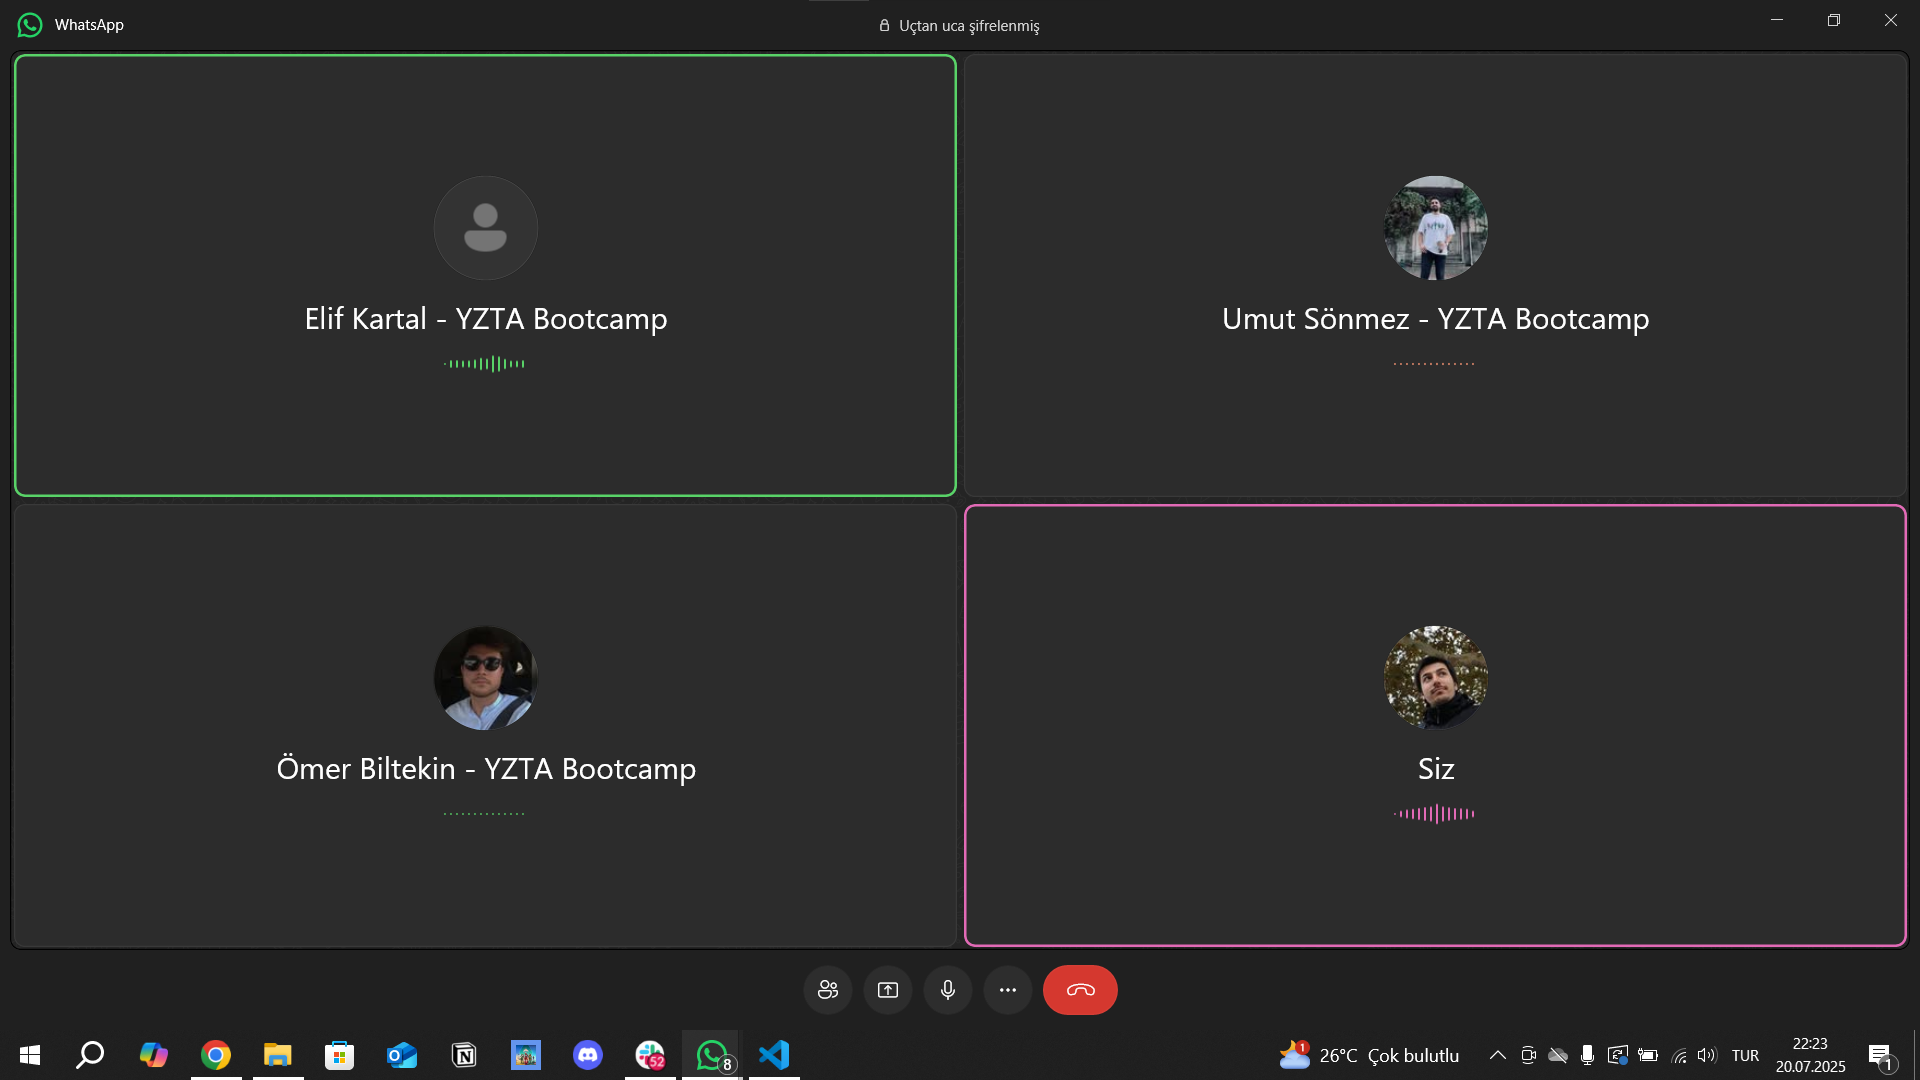 WhatsApp
Uçtan uca şifrelenmiş
Elif Kartal - YZTA Bootcamp
Umut Sönmez - YZTA Bootcamp
Ömer Biltekin - YZTA Bootcamp
Siz
52
8
1
26°C Çok bulutlu
TUR
22:23
20.07.2025
1